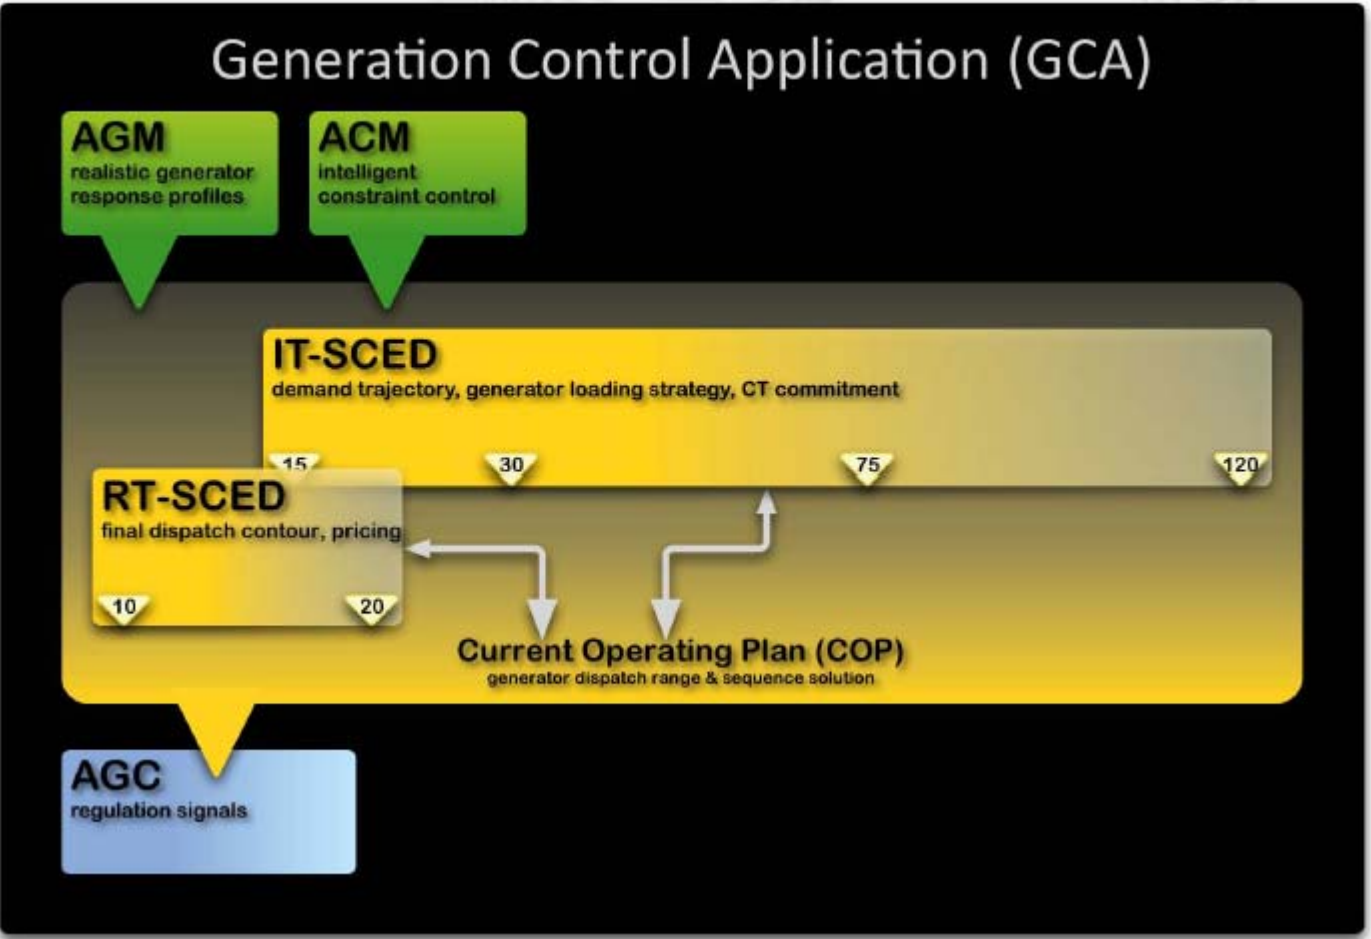 Generation Control Application (GCA)
AGM
realistic generator
response profiles
ACM
intelligent
constraint control
IT-SCED
demand trajectory, generator loading strategy, CT commitment
15
30
75
120
RT-SCED
final dispatch contour, pricing
10
20
Current Operating Plan (COP)
generator dispatch range & sequence solution
AGC
regulation signals